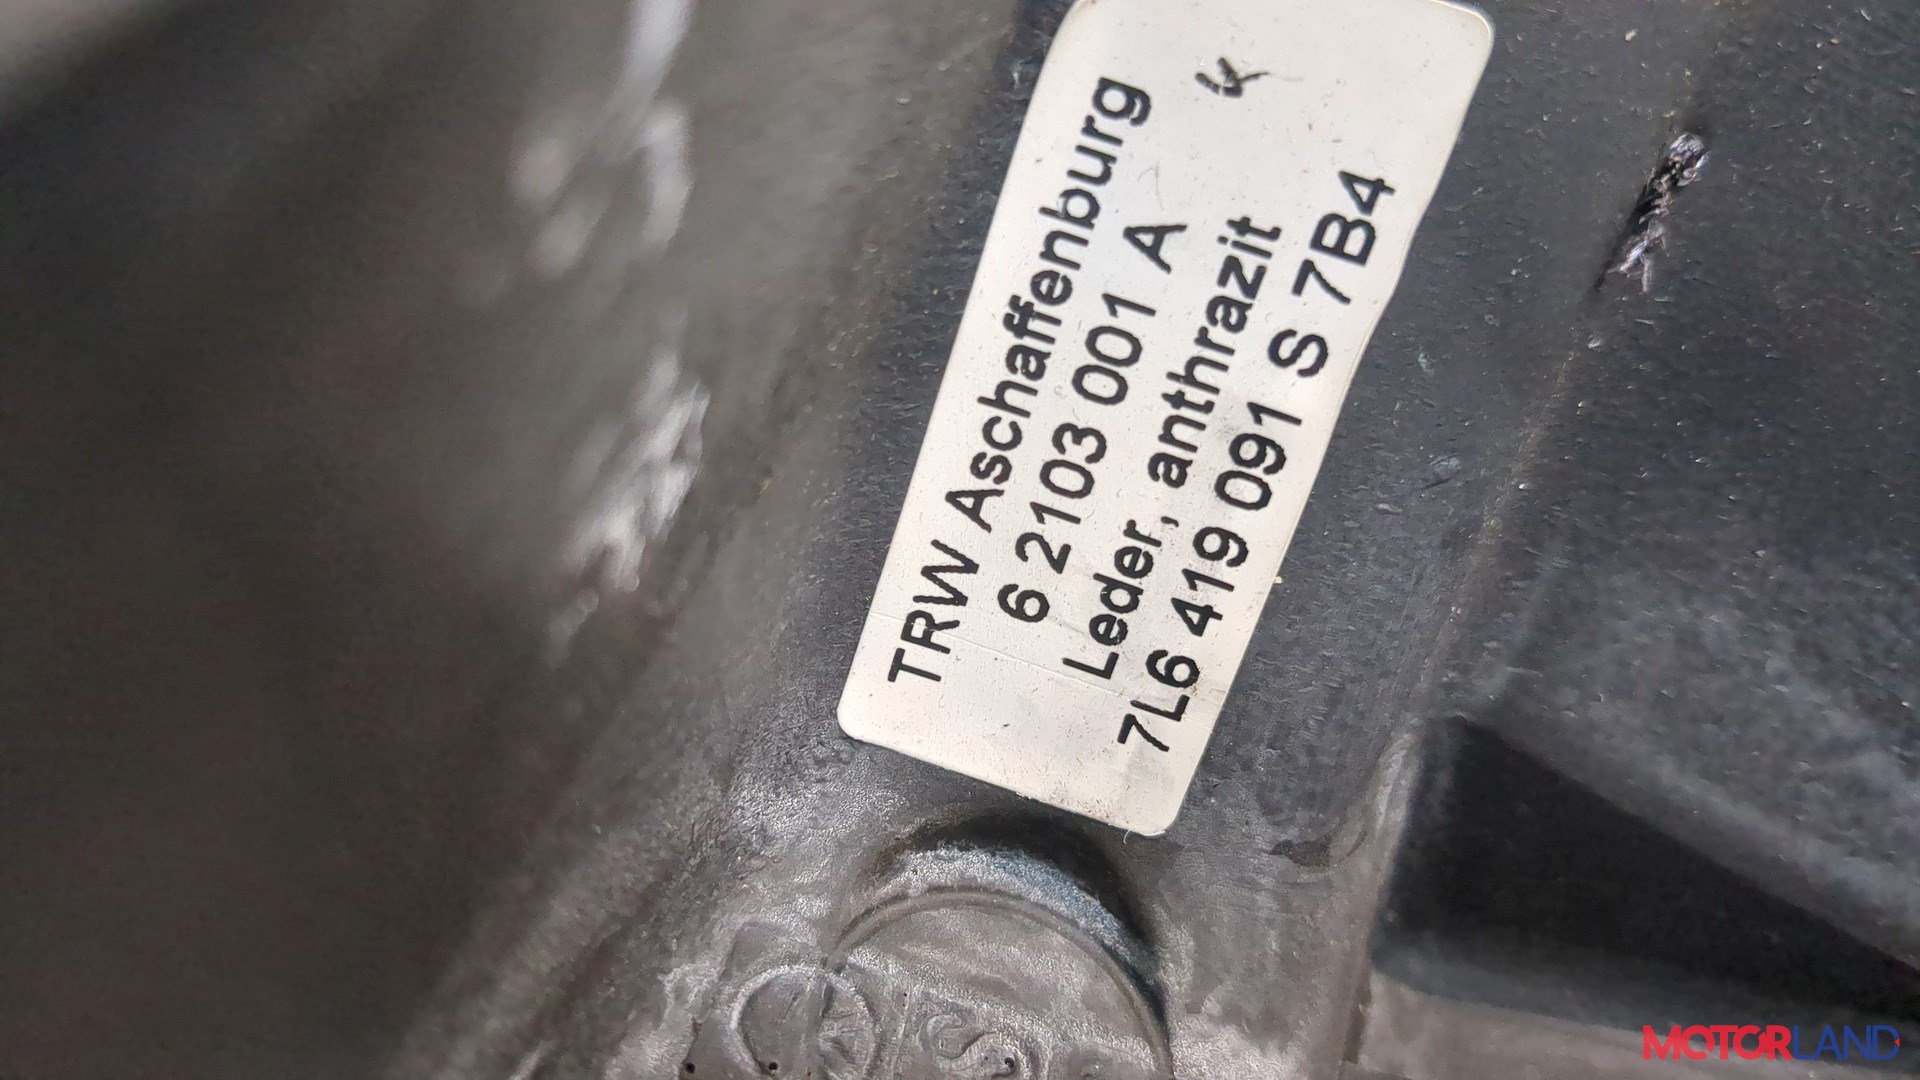 TRW Aschaffenburg
6 2103 001 A
Leder, anthrazit
7L6 419 091 S 7B4
MOTORLAND